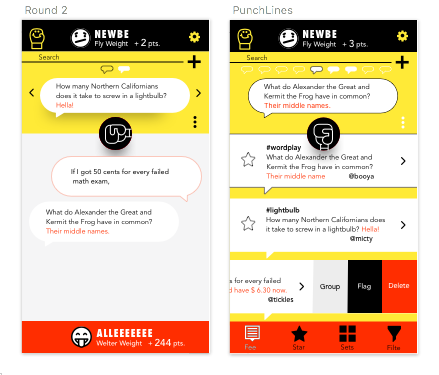 Round 2
NEWBE
Fly Weight + 2 pts.
Search
How many Northern Californians
does it take to screw in a lightbulb?
Hella!
If I got 50 cents for every failed
math exam,
What do Alexander the Great and
Kermit the Frog have in common?
Their middle names.
ALLEEEEEEE
Welter Weight + 244 pts.
PunchLines
NEWBE
Fly Weight + 3 pts.
Search
What do Alexander the Great and
Kermit the Frog have in common?
Their middle names.
#wordplay
What do Alexander the Great and
Kermit the Frog have in common?
Their middle name @booya
#lightbulb
How many Northern Californians does
it take to screw in a lightbulb? Hella!
@micty
s for every failed
d have $ 6.30 now.
@tickles
Group
Flag
Delete
Fee
Star
Sets
Filte